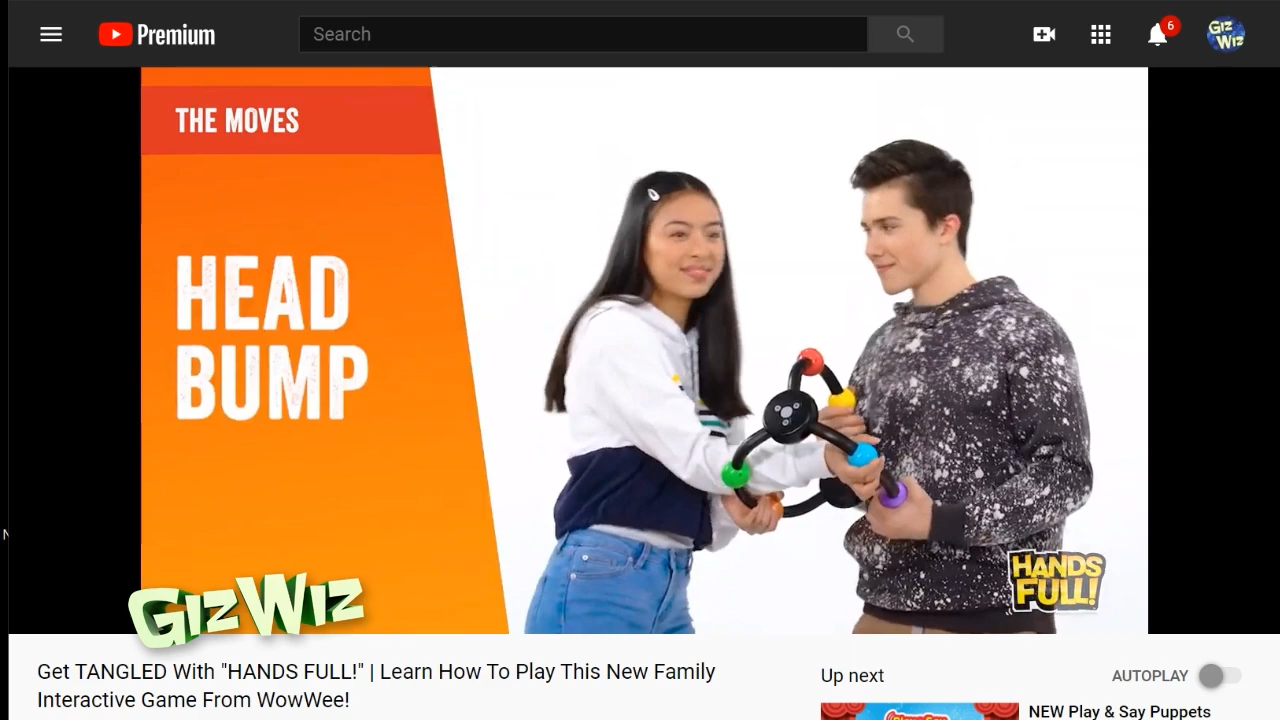 Premium
Search
6
GIZ
WIZ
THE MOVES
HEAD
BUMP
HANDS
FULL!
GIZWIZ
Get TANGLED With "HANDS FULL!" | Learn How To Play This New Family
Interactive Game From WowWee!
Up next
AUTOPLAY
NEW Play & Say Puppets